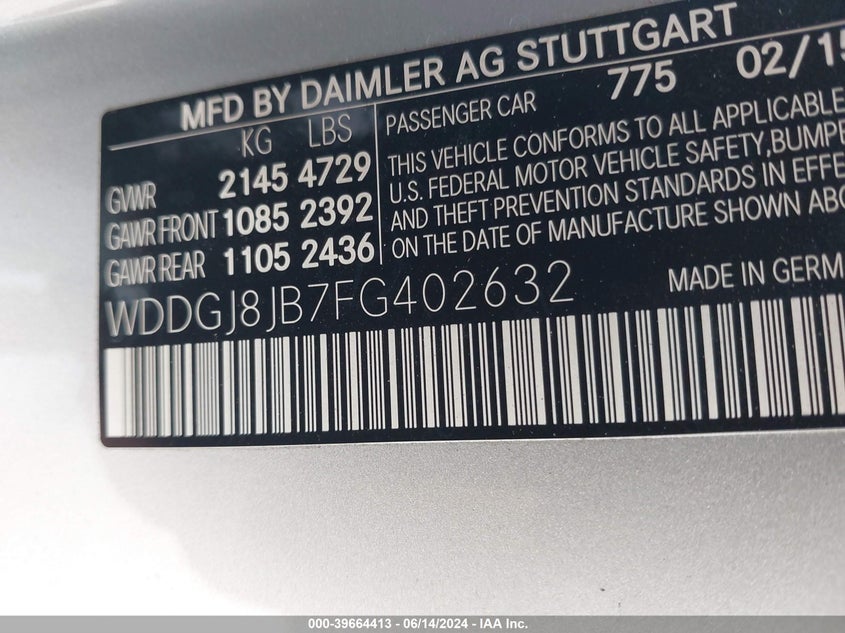 MFD BY DAIMLER AG STUTTGART
KG LBS
GVWR 2145 4729
GAWR FRONT 1085 2392
GAWR REAR 1105 2436
PASSENGER CAR 775 02/15
THIS VEHICLE CONFORMS TO ALL APPLICABLE
U.S. FEDERAL MOTOR VEHICLE SAFETY, BUMPE
AND THEFT PREVENTION STANDARDS IN EFFE
ON THE DATE OF MANUFACTURE SHOWN ABO
WDDGJ8JB7FG402632 MADE IN GERM
000-39664413 - 06/14/2024 - IAA Inc.